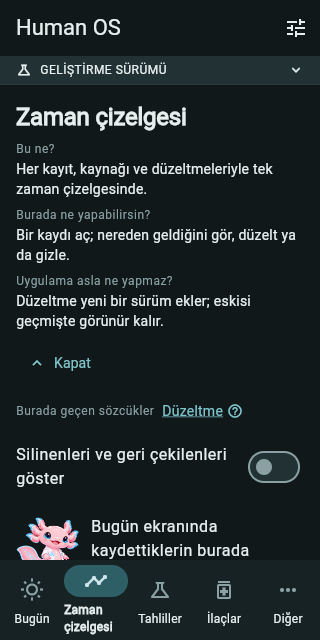 Human OS
GELİŞTİRME SÜRÜMÜ
Zaman çizelgesi
Bu ne?
Her kayıt, kaynağı ve düzeltmeleriyle tek
zaman çizelgesinde.
Burada ne yapabilirsin?
Bir kaydı aç; nereden geldiğini gör, düzelt ya
da gizle.
Uygulama asla ne yapmaz?
Düzeltme yeni bir sürüm ekler; eskisi
geçmişte görünür kalır.
Kapat
Burada geçen sözcükler Düzeltme
Silinenleri ve geri çekilenleri
göster
Bugün ekranında
kaydettiklerin burada
Bugün
Zaman
çizelgesi
Tahliller
İlaçlar
Diğer